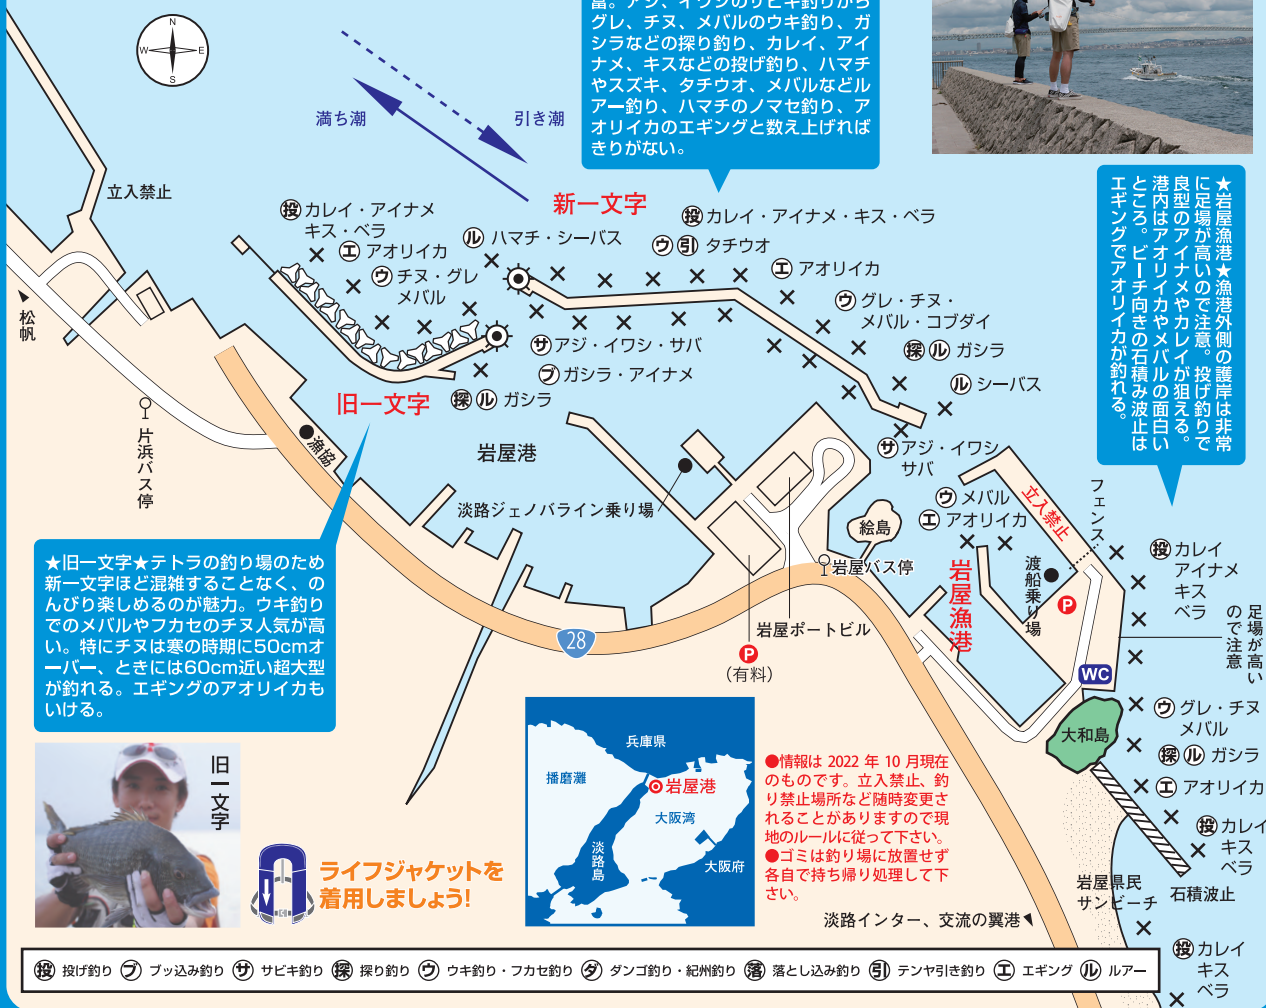 富。アジ、イワシのサビキ釣りから
グレ、チヌ、メバルのウキ釣り、ガ
シラなどの探り釣り、カレイ、アイ
ナメ、キスなどの投げ釣り、ハマチ
やスズキ、タチウオ、メバルなどル
アー釣り、ハマチのノマセ釣り、ア
オリイカのエギングと数え上げれば
きりがない。
N
W
E
S
満ち潮
引き潮
立入禁止
新一文字
投 カレイ・アイナメ
キス・ベラ
エ アオリイカ
ウ チヌ・グレ
メバル
ル ハマチ・シーバス
投 カレイ・アイナメ・キス・ベラ
ウ 引 タチウオ
エ アオリイカ
ウ グレ・チヌ・
メバル・コブダイ
探 ル ガシラ
ル シーバス
★岩屋漁港★漁港外側の護岸は非常
に足場が高いので注意。投げ釣りで
良型のアイナメやカレイが狙える。
港内はアオリイカやメバルの面白い
ところ。ビーチ向きの石積み波止は
エギングでアオリイカが釣れる。
松帆
サ アジ・イワシ・サバ
ブ ガシラ・アイナメ
探 ル ガシラ
旧一文字
片浜バス停
漁協
岩屋港
淡路ジェノバライン乗り場
サ アジ・イワシ
サバ
ウ メバル
エ アオリイカ
立入禁止
フェンス
絵島
岩屋バス停
岩屋漁港
渡船乗り場
P
投 カレイ
アイナメ
キス
ベラ
足場が高い
ので注意
★旧一文字★テトラの釣り場のため
新一文字ほど混雑することなく、の
んびり楽しめるのが魅力。ウキ釣り
でのメバルやフカセのチヌ人気が高
い。特にチヌは寒の時期に50cmオ
ーバー、ときには60cm近い超大型
が釣れる。エギングのアオリイカも
いける。
28
岩屋ポートビル
P
(有料)
WC
大和島
ウ グレ・チヌ
メバル
探 ル ガシラ
エ アオリイカ
投 カレイ
キス
ベラ
旧一文字
ライフジャケットを
着用しましょう!
兵庫県
播磨灘
岩屋港
大阪湾
淡路島
大阪府
●情報は 2022 年 10 月現在
のものです。立入禁止、釣
り禁止場所など随時変更さ
れることがありますので現
地のルールに従って下さい。
●ゴミは釣り場に放置せず
各自で持ち帰り処理して下
さい。
岩屋県民
サンビーチ
石積波止
淡路インター、交流の翼港
投 カレイ
キス
ベラ
投 投げ釣り ブ ブッ込み釣り サ サビキ釣り 探 探り釣り ウ ウキ釣り・フカセ釣り ダ ダンゴ釣り・紀州釣り 落 落とし込み釣り 引 テンヤ引き釣り エ エギング ル ルアー